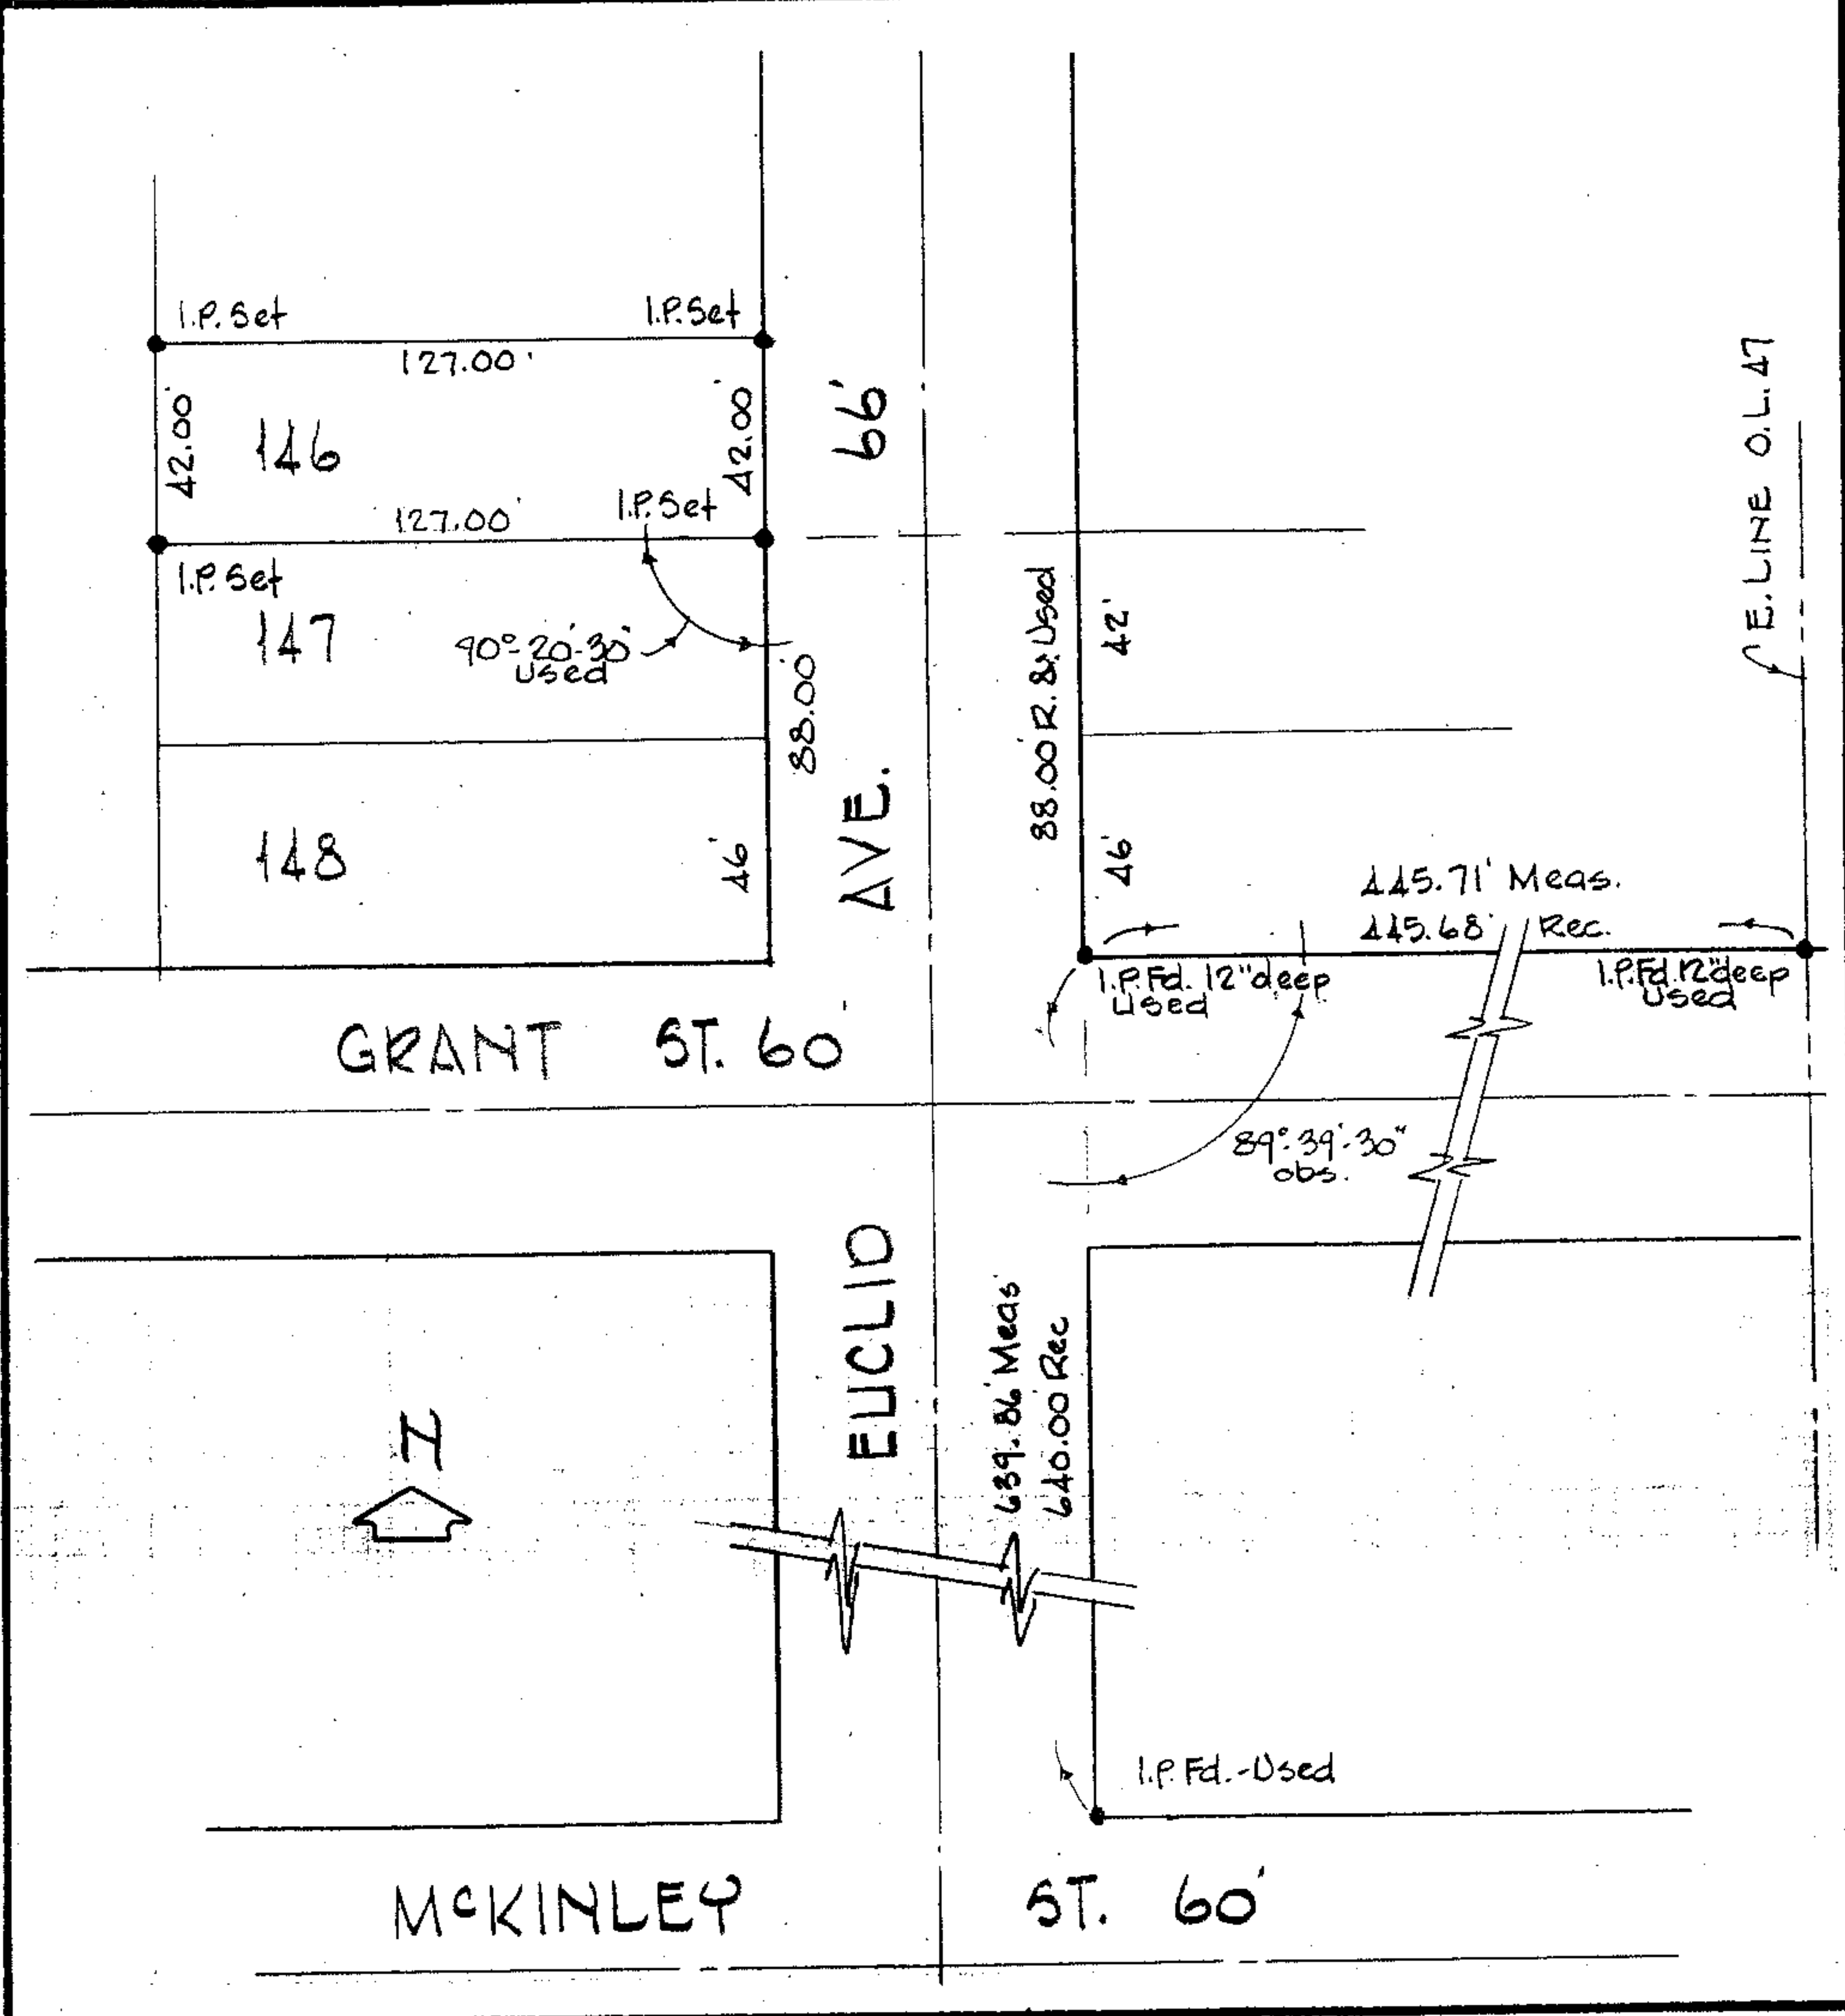 I.P. Set
I.P. Set
127.00'
42.00'
146
42.00'
66'
127.00'
I.P. Set
I.P. Set
147
90°-20'-30"
Used
88.00'
88.00' R. & Used
42'
E. LINE O.L. 47
148
46'
AVE.
46'
445.71' Meas.
445.68' Rec.
I.P. Fd. 12" deep
Used
I.P. Fd. 12" deep
Used
GRANT ST. 60'
89°-39'-30"
obs.
EUCLID
639.86' Meas
640.00 Rec
N
I.P. Fd. - Used
McKINLEY ST. 60'